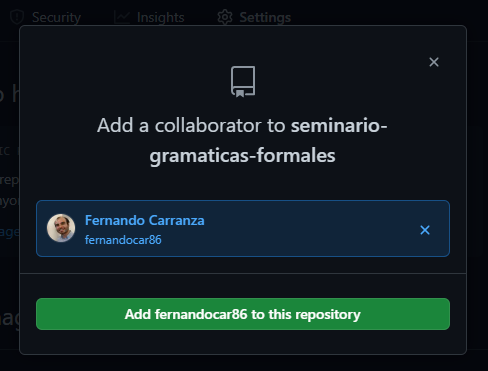 Security Insights Settings
Add a collaborator to seminario-
gramaticas-formales
Fernando Carranza
fernandocar86
Add fernandocar86 to this repository